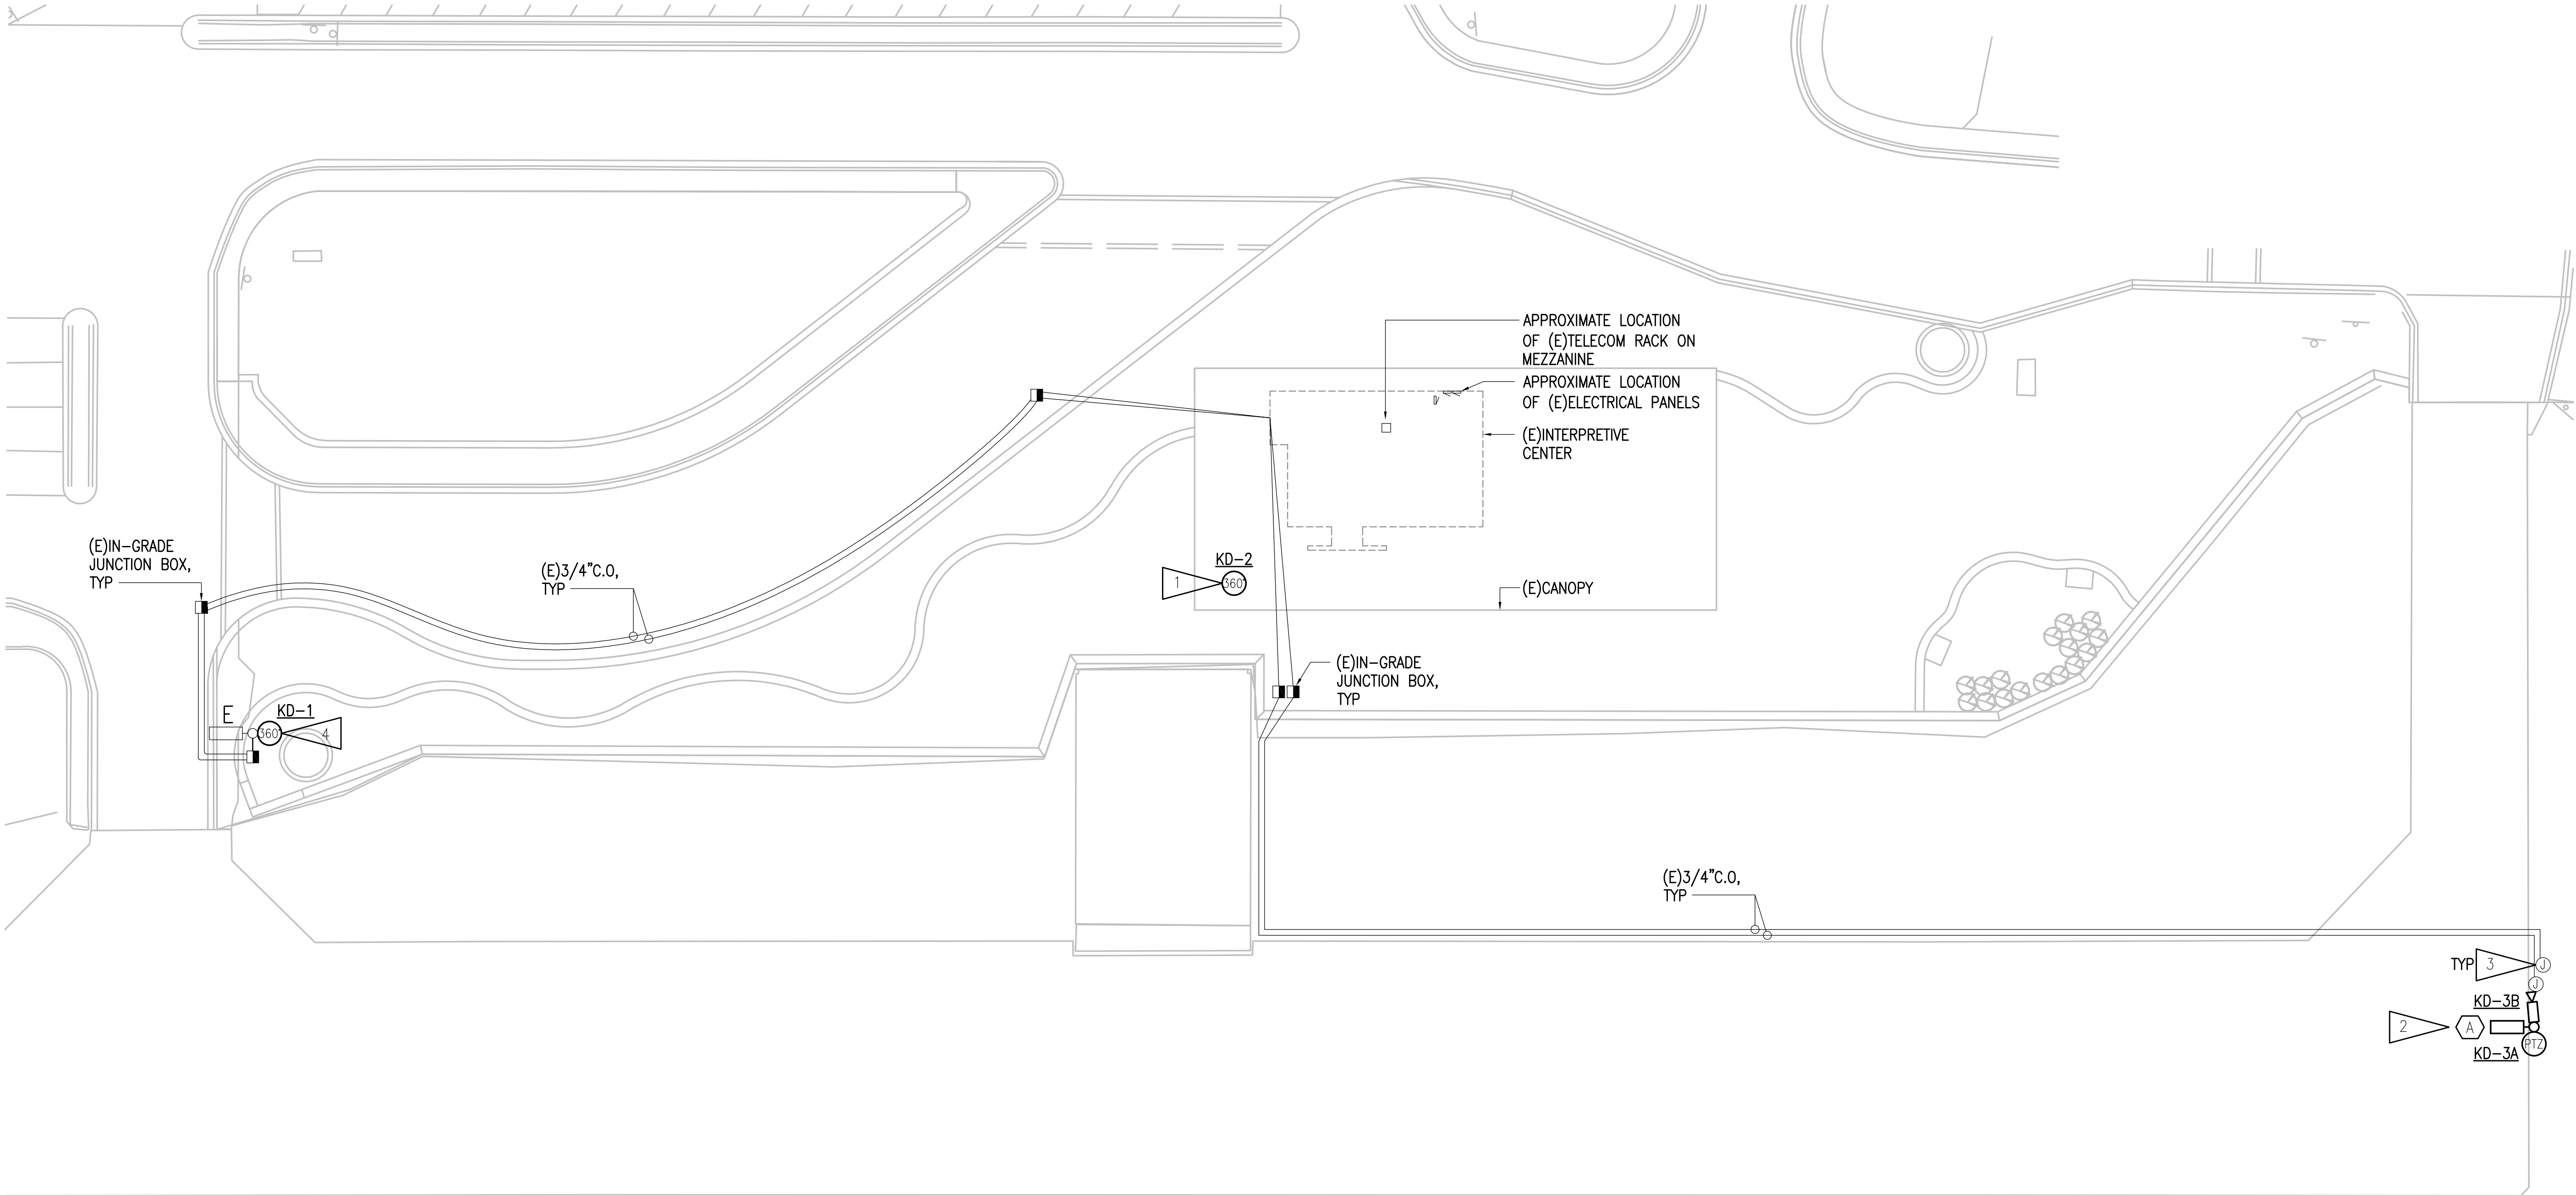 APPROXIMATE LOCATION
OF (E)TELECOM RACK ON
MEZZANINE
APPROXIMATE LOCATION
OF (E)ELECTRICAL PANELS
(E)INTERPRETIVE
CENTER
(E)IN-GRADE
JUNCTION BOX,
TYP
(E)3/4"C.O,
TYP
KD-2
1
360°
(E)CANOPY
(E)IN-GRADE
JUNCTION BOX,
TYP
E
KD-1
360°
4
(E)3/4"C.O,
TYP
TYP
3
J
J
KD-3B
2
A
PTZ
KD-3A